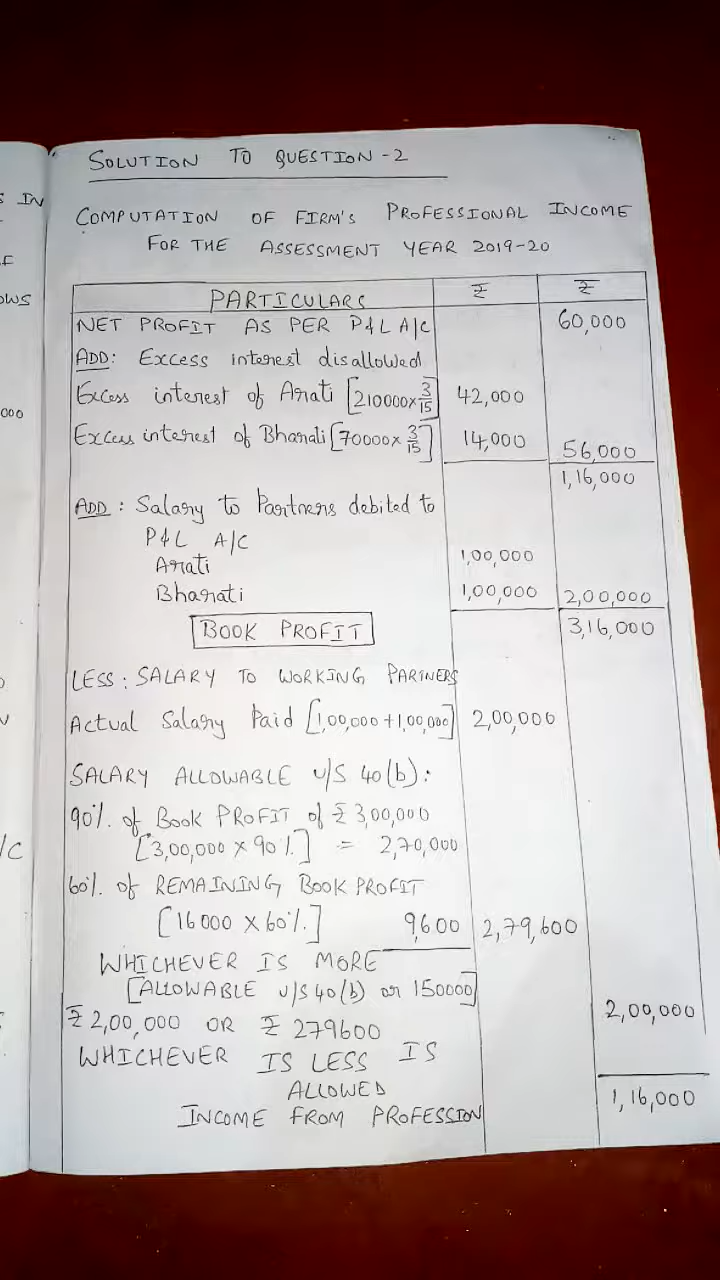 SOLUTION TO QUESTION - 2
COMPUTATION OF FIRM'S PROFESSIONAL INCOME
FOR THE ASSESSMENT YEAR 2019-20
PARTICULARS ₹ ₹
NET PROFIT AS PER P&L A/C 60,000
ADD: Excess interest disallowed
Excess interest of Arati [210000 x 3/15] 42,000
Excess interest of Bharati [70000 x 3/15] 14,000 56,000
1,16,000
ADD: Salary to Partners debited to
P&L A/C
Arati 1,00,000
Bharati 1,00,000 2,00,000
BOOK PROFIT 3,16,000
LESS: SALARY TO WORKING PARTNERS
Actual Salary Paid [1,00,000 + 1,00,000] 2,00,000
SALARY ALLOWABLE U/S 40(b):
90% of BOOK PROFIT of ₹ 3,00,000
[3,00,000 x 90%] = 2,70,000
60% of REMAINING BOOK PROFIT
[16000 x 60%] 9,600 2,79,600
WHICHEVER IS MORE
[ALLOWABLE U/S 40(b) or 150000]
₹ 2,00,000 OR ₹ 279600 2,00,000
WHICHEVER IS LESS IS
ALLOWED
INCOME FROM PROFESSION 1,16,000
S IN
F
OWS
000
V
/C